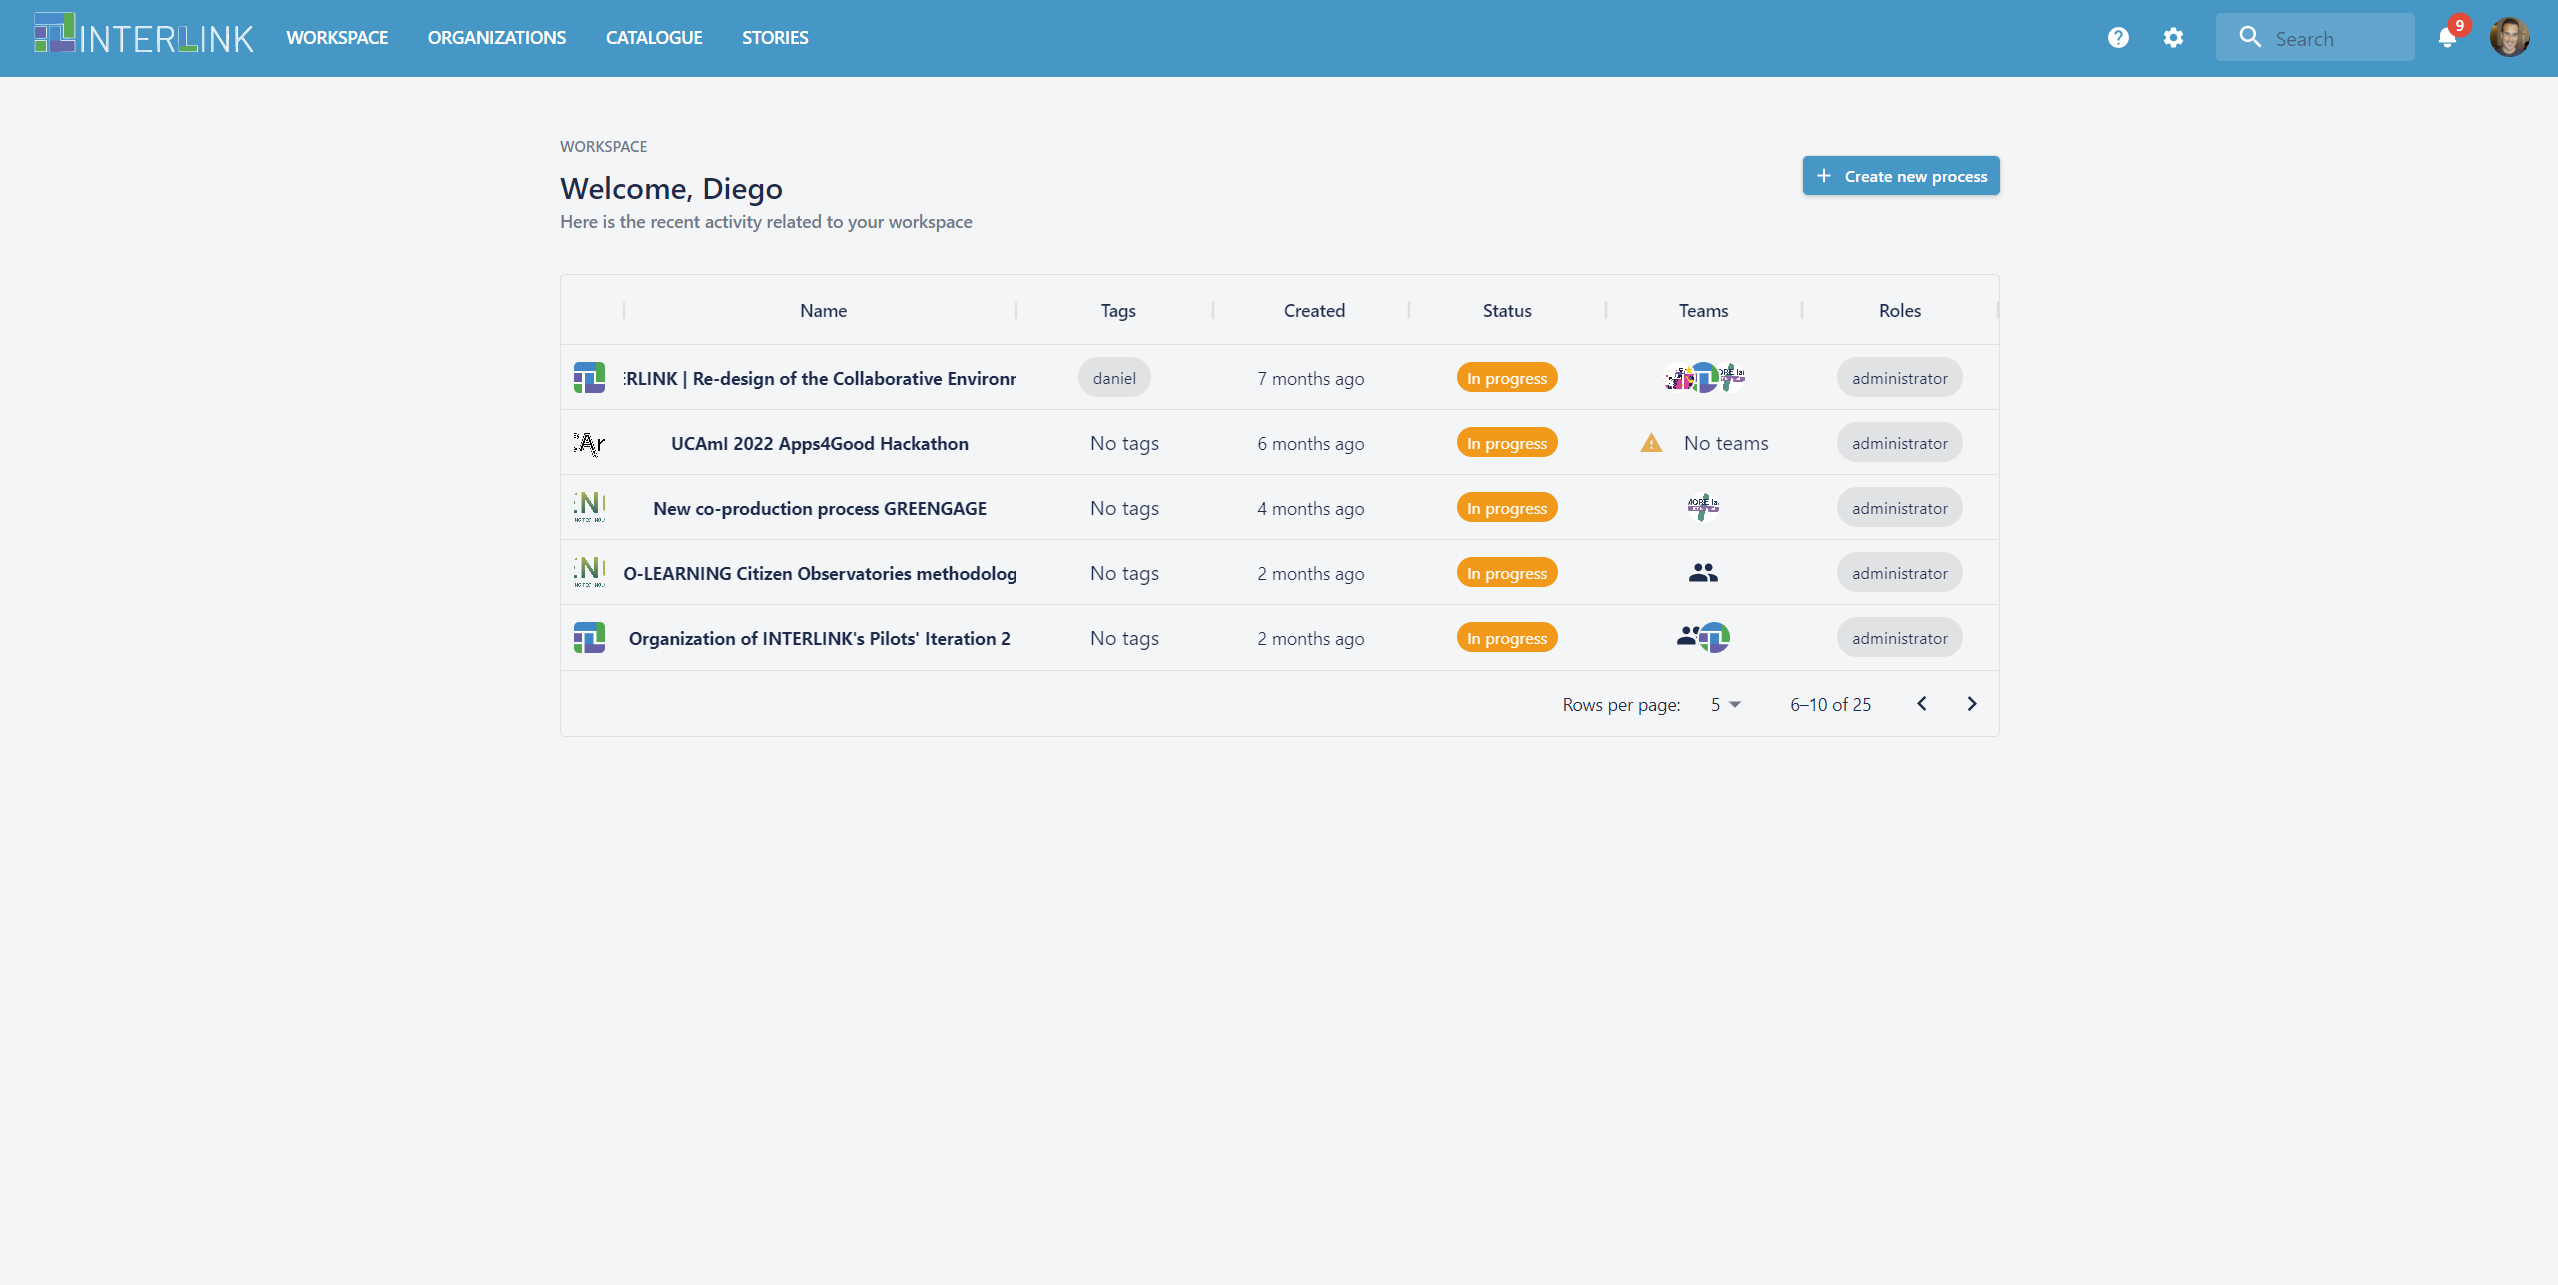 INTERLINK WORKSPACE ORGANIZATIONS CATALOGUE STORIES Search 9
WORKSPACE
Welcome, Diego
Here is the recent activity related to your workspace
Create new process
Name Tags Created Status Teams Roles
ERLINK | Re-design of the Collaborative Environm daniel 7 months ago In progress administrator
UCAmI 2022 Apps4Good Hackathon No tags 6 months ago In progress No teams administrator
New co-production process GREENGAGE No tags 4 months ago In progress administrator
O-LEARNING Citizen Observatories methodolog No tags 2 months ago In progress administrator
Organization of INTERLINK's Pilots' Iteration 2 No tags 2 months ago In progress administrator
Rows per page: 5 6–10 of 25